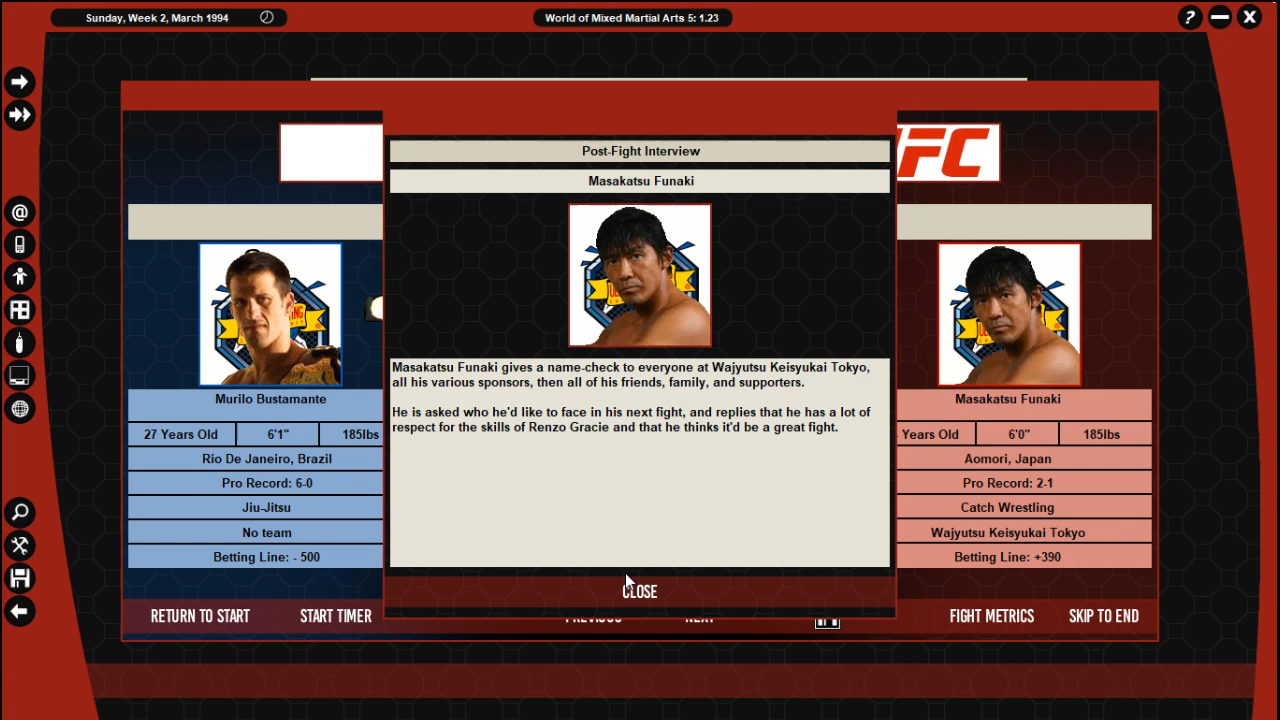 Sunday, Week 2, March 1994
World of Mixed Martial Arts 5: 1.23
?
X
Post-Fight Interview
Masakatsu Funaki
FC
@
Murilo Bustamante
27 Years Old
6'1"
185lbs
Rio De Janeiro, Brazil
Pro Record: 6-0
Jiu-Jitsu
No team
Betting Line: - 500
Masakatsu Funaki gives a name-check to everyone at Wajyutsu Keisyukai Tokyo,
all his various sponsors, then all of his friends, family, and supporters.
He is asked who he'd like to face in his next fight, and replies that he has a lot of
respect for the skills of Renzo Gracie and that he thinks it'd be a great fight.
Masakatsu Funaki
Years Old
6'0"
185lbs
Aomori, Japan
Pro Record: 2-1
Catch Wrestling
Wajyutsu Keisyukai Tokyo
Betting Line: +390
CLOSE
RETURN TO START
START TIMER
PREVIOUS
NEXT
FIGHT METRICS
SKIP TO END